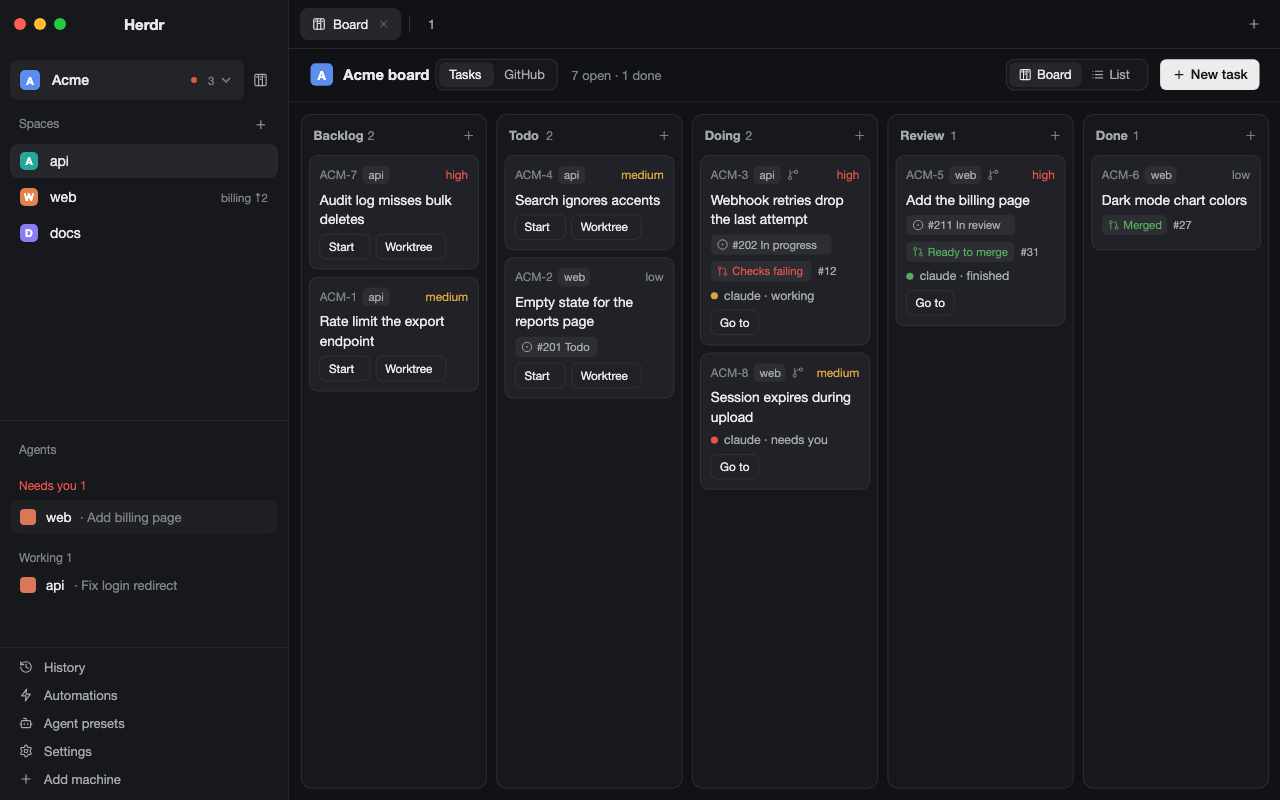 Herdr
A Acme 3
Spaces
A api
W web billing ↑2
D docs
Agents
Needs you 1
web · Add billing page
Working 1
api · Fix login redirect
History
Automations
Agent presets
Settings
Add machine
Board 1
A Acme board Tasks GitHub 7 open · 1 done
Board List New task
Backlog 2
ACM-7 api high
Audit log misses bulk
deletes
Start Worktree
ACM-1 api medium
Rate limit the export
endpoint
Start Worktree
Todo 2
ACM-4 api medium
Search ignores accents
Start Worktree
ACM-2 web low
Empty state for the
reports page
#201 Todo
Start Worktree
Doing 2
ACM-3 api high
Webhook retries drop
the last attempt
#202 In progress
Checks failing #12
claude · working
Go to
ACM-8 web medium
Session expires during
upload
claude · needs you
Go to
Review 1
ACM-5 web high
Add the billing page
#211 In review
Ready to merge #31
claude · finished
Go to
Done 1
ACM-6 web low
Dark mode chart colors
Merged #27